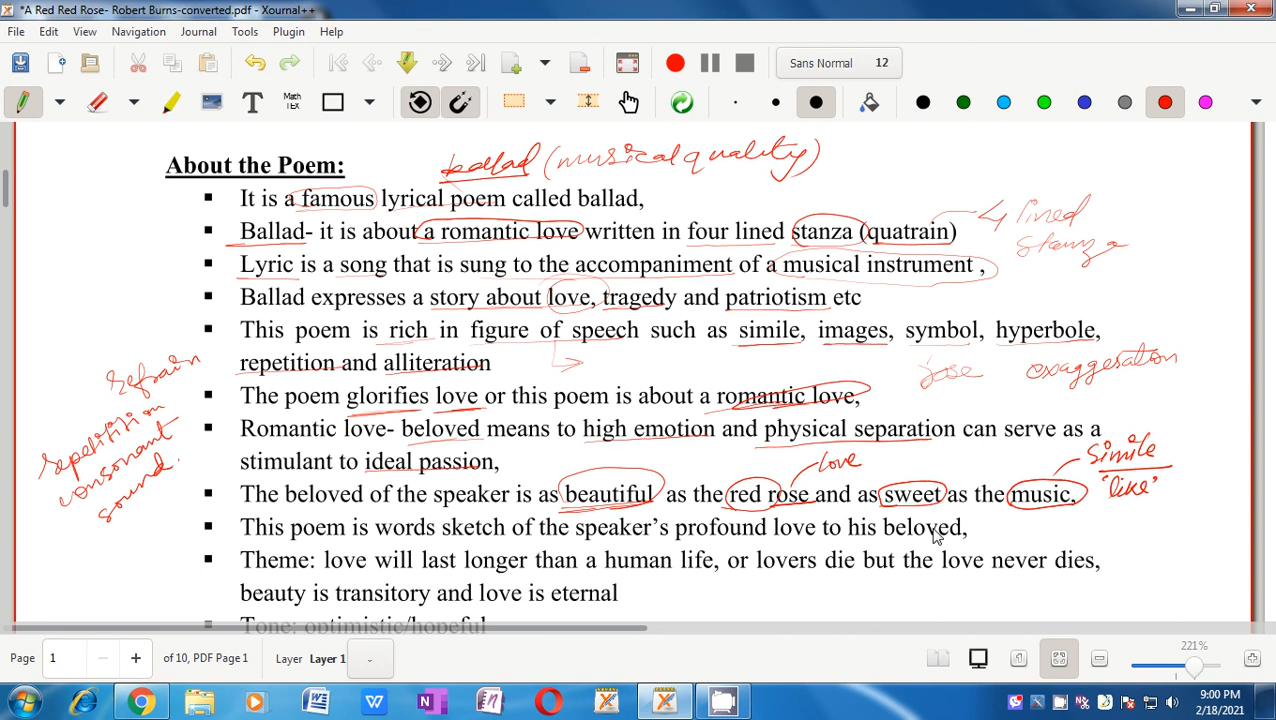 *A Red Red Rose- Robert Burns-converted.pdf - Xournal++
File Edit View Navigation Journal Tools Plugin Help
Sans Normal 12
Math TEX
About the Poem:
ballad (musical quality)
It is a famous lyrical poem called ballad,
Ballad- it is about a romantic love written in four lined stanza (quatrain)
4 lined
stanza
Lyric is a song that is sung to the accompaniment of a musical instrument ,
Ballad expresses a story about love, tragedy and patriotism etc
This poem is rich in figure of speech such as simile, images, symbol, hyperbole,
repetition and alliteration
exaggeration
refrain
The poem glorifies love or this poem is about a romantic love,
repetition
consonant
sound.
Romantic love- beloved means to high emotion and physical separation can serve as a
stimulant to ideal passion,
love
simile
"like"
The beloved of the speaker is as beautiful as the red rose and as sweet as the music,
This poem is words sketch of the speaker's profound love to his beloved,
Theme: love will last longer than a human life, or lovers die but the love never dies,
beauty is transitory and love is eternal
Tone: optimistic/hopeful
Page 1 of 10, PDF Page 1 Layer Layer 1 221%
9:00 PM
2/18/2021